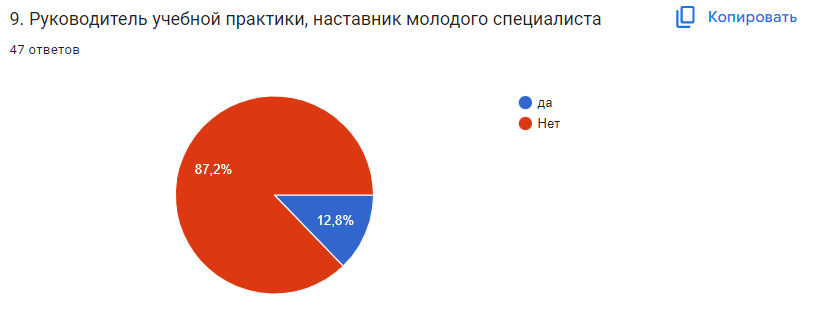 9. Руководитель учебной практики, наставник молодого специалиста
Копировать
47 ответов
да
Нет
87,2%
12,8%